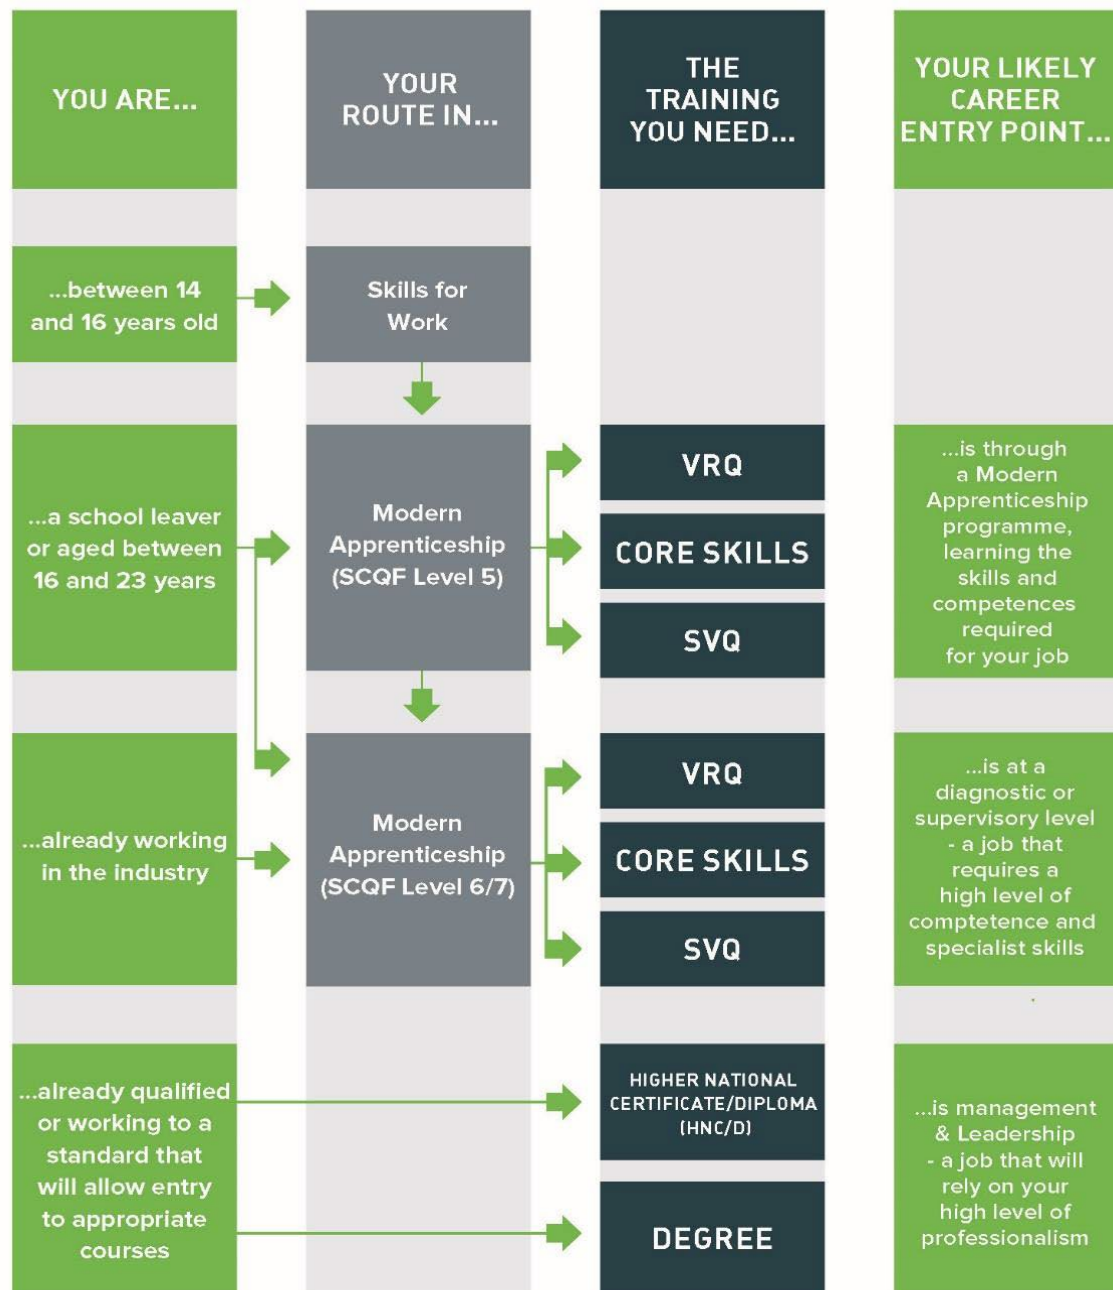 YOU ARE...
YOUR
ROUTE IN...
THE
TRAINING
YOU NEED...
YOUR LIKELY
CAREER
ENTRY POINT...
...between 14
and 16 years old
Skills for
Work
...a school leaver
or aged between
16 and 23 years
Modern
Apprenticeship
(SCQF Level 5)
VRQ
CORE SKILLS
SVQ
...is through
a Modern
Apprenticeship
programme,
learning the
skills and
competences
required
for your job
...already working
in the industry
Modern
Apprenticeship
(SCQF Level 6/7)
VRQ
CORE SKILLS
SVQ
...is at a
diagnostic or
supervisory level
- a job that
requires a
high level of
comptetence and
specialist skills
...already qualified
or working to a
standard that
will allow entry
to appropriate
courses
HIGHER NATIONAL
CERTIFICATE/DIPLOMA
(HNC/D)
DEGREE
...is management
& Leadership
- a job that will
rely on your
high level of
professionalism